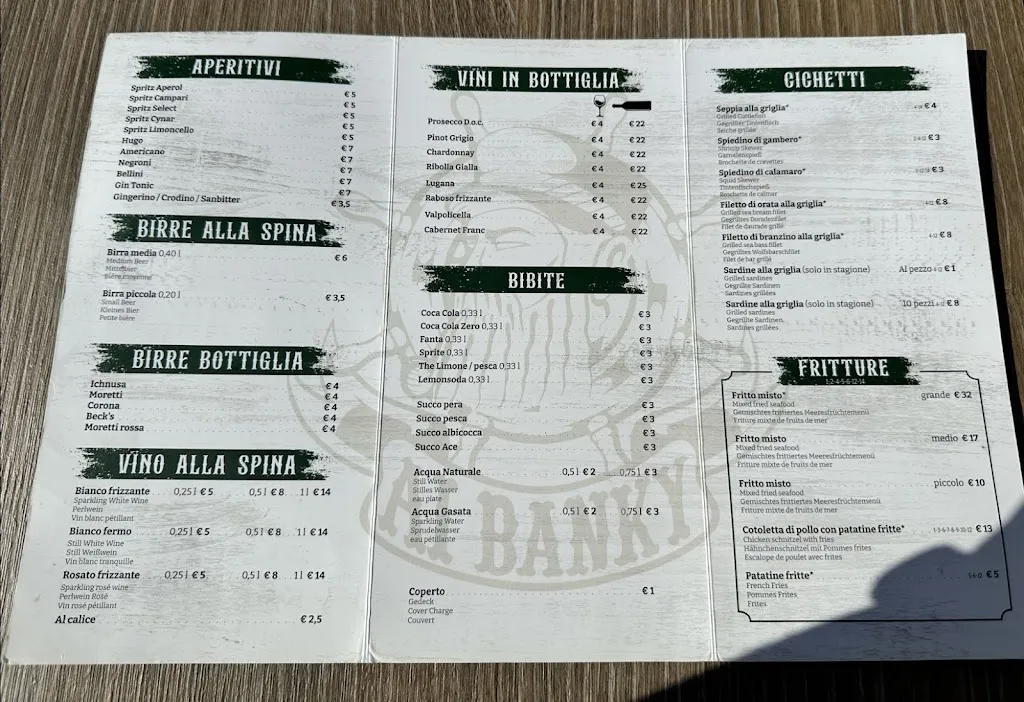 APERITIVI
Spritz Aperol € 5
Spritz Campari € 5
Spritz Select € 5
Spritz Cynar € 5
Spritz Limoncello € 5
Hugo € 7
Americano € 7
Negroni € 7
Bellini € 7
Gin Tonic € 7
Gingerino / Crodino / Sanbitter € 3,5
BIRRE ALLA SPINA
Birra media 0,40 l € 6
Medium Beer
Mittelbier
Bière moyenne
Birra piccola 0,20 l € 3,5
Small Beer
Kleines Bier
Petite bière
BIRRE BOTTIGLIA
Ichnusa € 4
Moretti € 4
Corona € 4
Beck's € 4
Moretti rossa € 4
VINO ALLA SPINA
Bianco frizzante 0,25 l € 5 0,5 l € 8 1 l € 14
Sparkling White Wine
Perlwein
Vin blanc pétillant
Bianco fermo 0,25 l € 5 0,5 l € 8 1 l € 14
Still White Wine
Still Weißwein
Vin blanc tranquille
Rosato frizzante 0,25 l € 5 0,5 l € 8 1 l € 14
Sparkling rosé wine
Perlwein Rosé
Vin rosé pétillant
Al calice € 2,5
VINI IN BOTTIGLIA
Prosecco D.o.c. € 4 € 22
Pinot Grigio € 4 € 22
Chardonnay € 4 € 22
Ribolla Gialla € 4 € 22
Lugana € 4 € 25
Raboso frizzante € 4 € 22
Valpolicella € 4 € 22
Cabernet Franc € 4 € 22
BIBITE
Coca Cola 0,33 l € 3
Coca Cola Zero 0,33 l € 3
Fanta 0,33 l € 3
Sprite 0,33 l € 3
The Limone / pesca 0,33 l € 3
Lemonsoda 0,33 l € 3
Succo pera € 3
Succo pesca € 3
Succo albicocca € 3
Succo Ace € 3
Acqua Naturale 0,5 l € 2 0,75 l € 3
Still Water
Stilles Wasser
eau plate
Acqua Gasata 0,5 l € 2 0,75 l € 3
Sparkling Water
Sprudelwasser
eau pétillante
BANKY
Coperto € 1
Gedeck
Cover Charge
Couvert
CICHETTI
Seppia alla griglia* € 4
Grilled Cuttlefish
Gegrillter Tintenfisch
Seiche grillée
Spiedino di gambero* € 3
Shrimp Skewer
Garnelenspieß
Brochette de crevettes
Spiedino di calamaro* € 3
Squid Skewer
Tintenfischspieß
Brochette de calmar
Filetto di orata alla griglia* 4-12 € 8
Grilled sea bream fillet
Gegrilltes Doradenfilet
Filet de daurade grillé
Filetto di branzino alla griglia* 4-12 € 8
Grilled sea bass fillet
Gegrilltes Wolfsbarschfilet
Filet de bar grillé
Sardine alla griglia (solo in stagione) Al pezzo 4-12 € 1
Grilled sardines
Gegrillte Sardinen
Sardines grillées
Sardine alla griglia (solo in stagione) 10 pezzi 4-12 € 8
Grilled sardines
Gegrillte Sardinen
Sardines grillées
FRITTURE
1-2-4-5-6-12-14
Fritto misto* grande € 32
Mixed fried seafood
Gemischtes frittiertes Meeresfrüchtemenü
Friture mixte de fruits de mer
Fritto misto medio € 17
Mixed fried seafood
Gemischtes frittiertes Meeresfrüchtemenü
Friture mixte de fruits de mer
Fritto misto piccolo € 10
Mixed fried seafood
Gemischtes frittiertes Meeresfrüchtemenü
Friture mixte de fruits de mer
Cotoletta di pollo con patatine fritte* € 13
Chicken schnitzel with fries
Hähnchenschnitzel mit Pommes frites
Escalope de poulet avec frites
Patatine fritte* € 5
French Fries
Pommes Frites
Frites